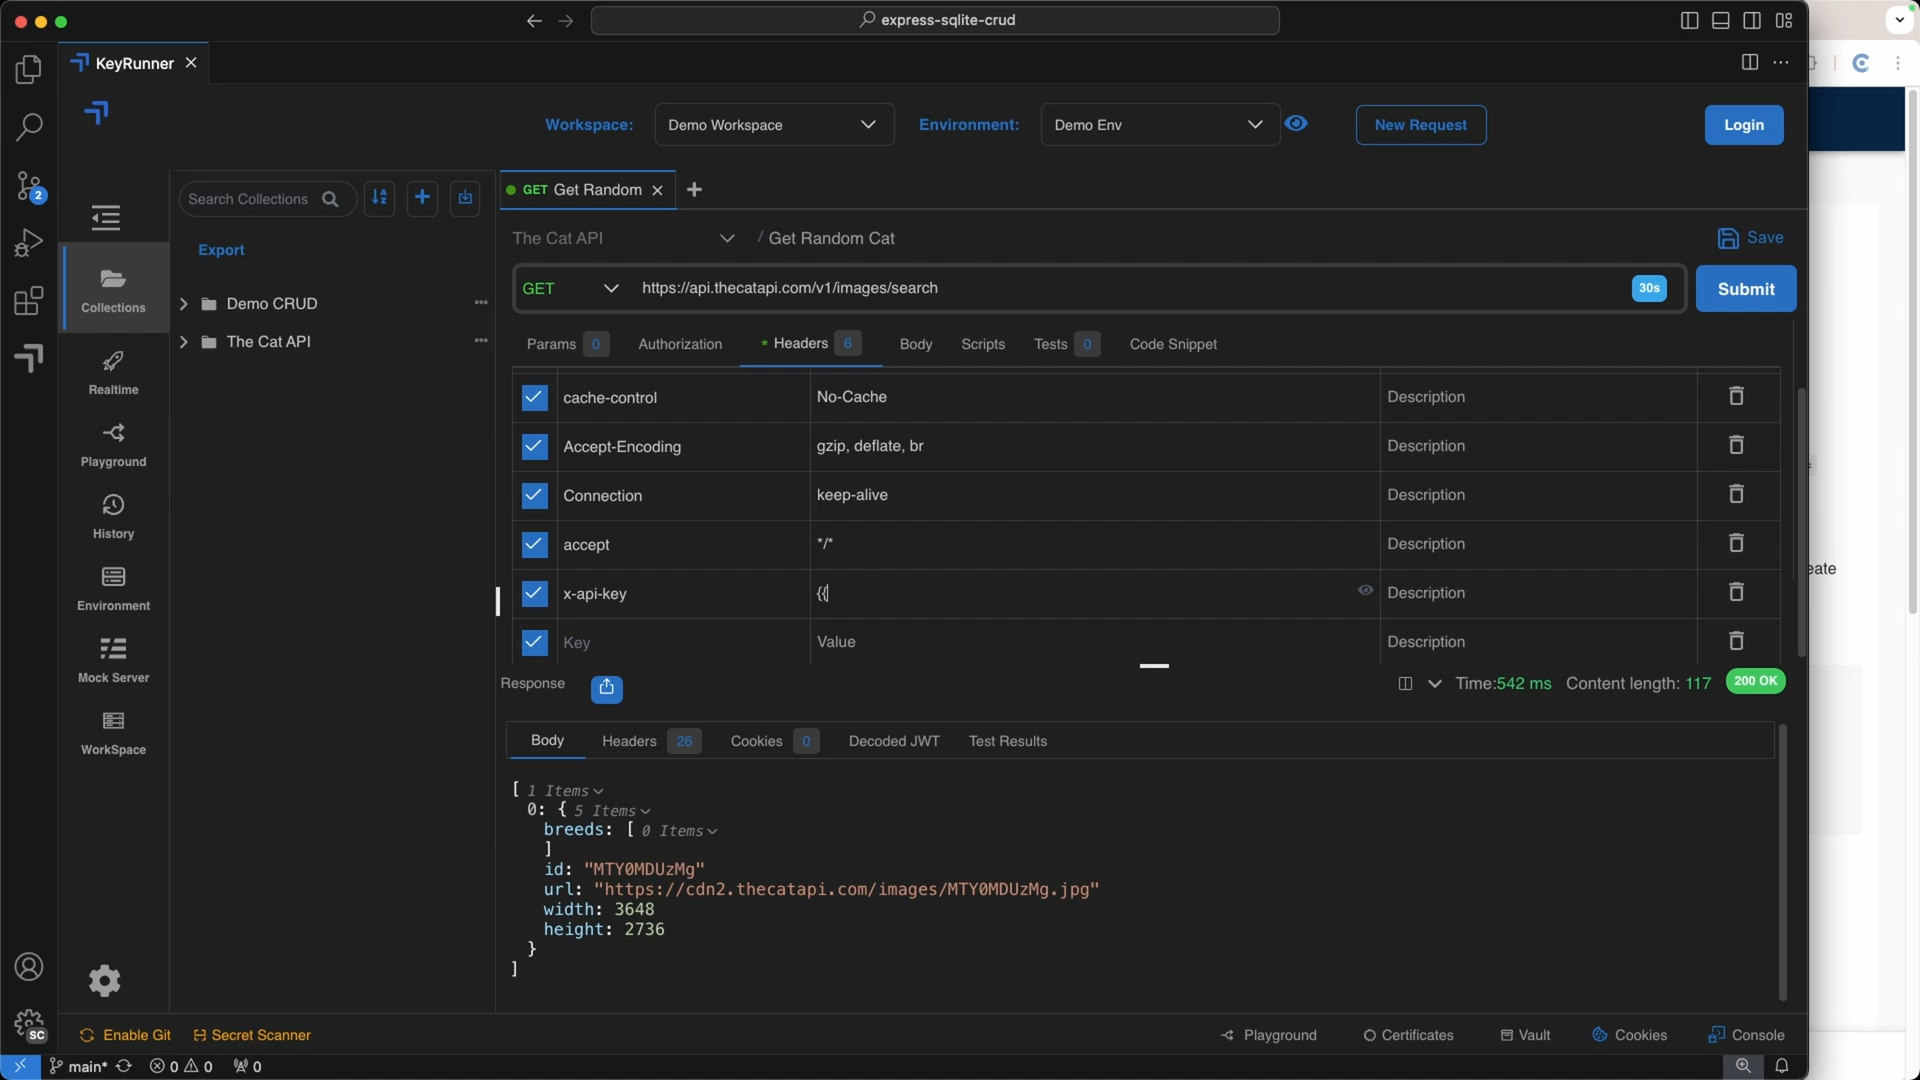 express-sqlite-crud
KeyRunner
Workspace:
Demo Workspace
Environment:
Demo Env
New Request
Login
Search Collections
GET Get Random
Export
The Cat API
/ Get Random Cat
Save
GET
https://api.thecatapi.com/v1/images/search
30s
Submit
Collections
Demo CRUD
The Cat API
Params 0
Authorization
* Headers 6
Body
Scripts
Tests 0
Code Snippet
Realtime
Playground
History
Environment
Mock Server
WorkSpace
cache-control No-Cache Description
Accept-Encoding gzip, deflate, br Description
Connection keep-alive Description
accept */* Description
x-api-key {{ Description
Key Value Description
Response
Time:542 ms
Content length: 117
200 OK
Body
Headers 26
Cookies 0
Decoded JWT
Test Results
[ 1 Items
0: { 5 Items
breeds: [ 0 Items
]
id: "MTY0MDUzMg"
url: "https://cdn2.thecatapi.com/images/MTY0MDUzMg.jpg"
width: 3648
height: 2736
}
]
2
SC
Enable Git
Secret Scanner
Playground
Certificates
Vault
Cookies
Console
main*
0
0
0
eate